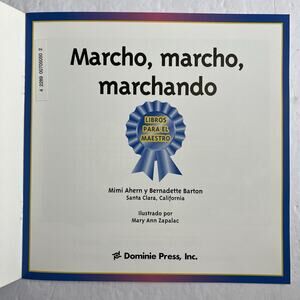 Marcho, marcho,
marchando
LIBROS
PARA EL
MAESTRO
Mimi Ahern y Bernadette Barton
Santa Clara, California
Ilustrado por
Mary Ann Zapalac
Dominie Press, Inc.